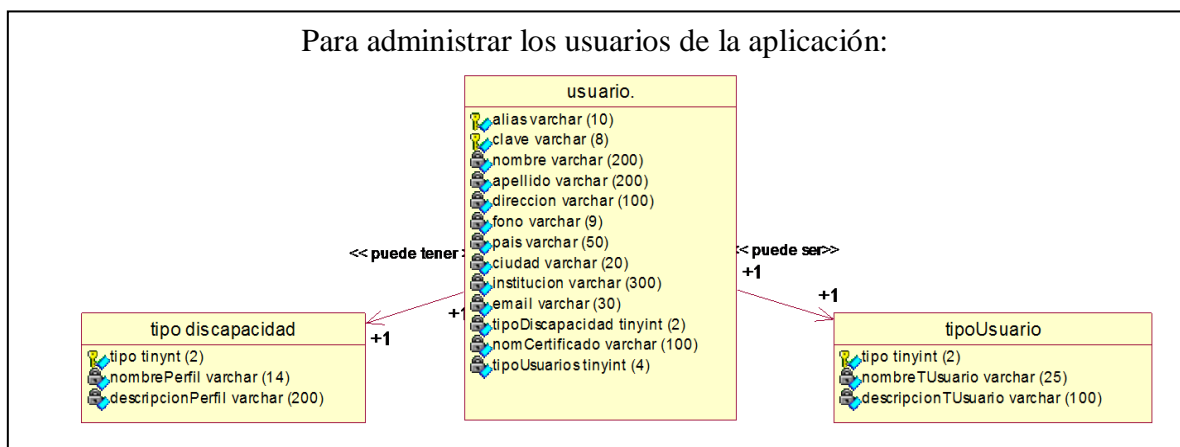 Para administrar los usuarios de la aplicación:
usuario.
alias varchar (10)
clave varchar (8)
nombre varchar (200)
apellido varchar (200)
direccion varchar (100)
fono varchar (9)
pais varchar (50)
ciudad varchar (20)
institucion varchar (300)
email varchar (30)
tipoDiscapacidad tinyint (2)
nomCertificado varchar (100)
tipoUsuarios tinyint (4)
<< puede tener >
+1
+1
<< puede ser>>
+1
+1
tipo discapacidad
tipo tinynt (2)
nombrePerfil varchar (14)
descripcionPerfil varchar (200)
tipoUsuario
tipo tinyint (2)
nombreTUsuario varchar (25)
descripcionTUsuario varchar (100)